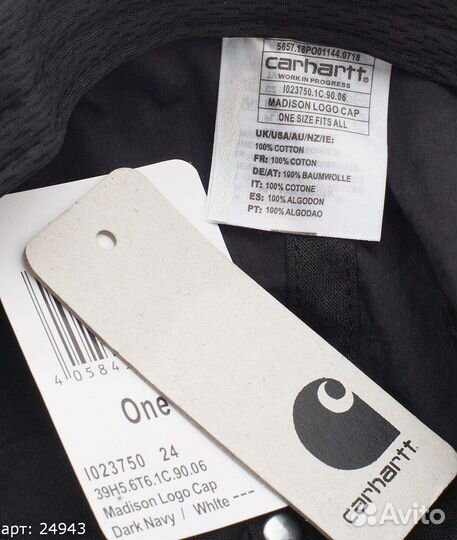 5657.18PO01144.0718
carhartt
WORK IN PROGRESS
I023750.1C.90.06
MADISON LOGO CAP
ONE SIZE FITS ALL
UK/USA/AU/NZ/IE:
100% COTTON
FR: 100% COTON
DE/AT: 100% BAUMWOLLE
IT: 100% COTONE
ES: 100% ALGODON
PT: 100% ALGODAO
4 0584
One
I023750 24
39H5.6T6.1C.90.06
Madison Logo Cap
Dark Navy / White ---
carhartt
арт: 24943
Avito